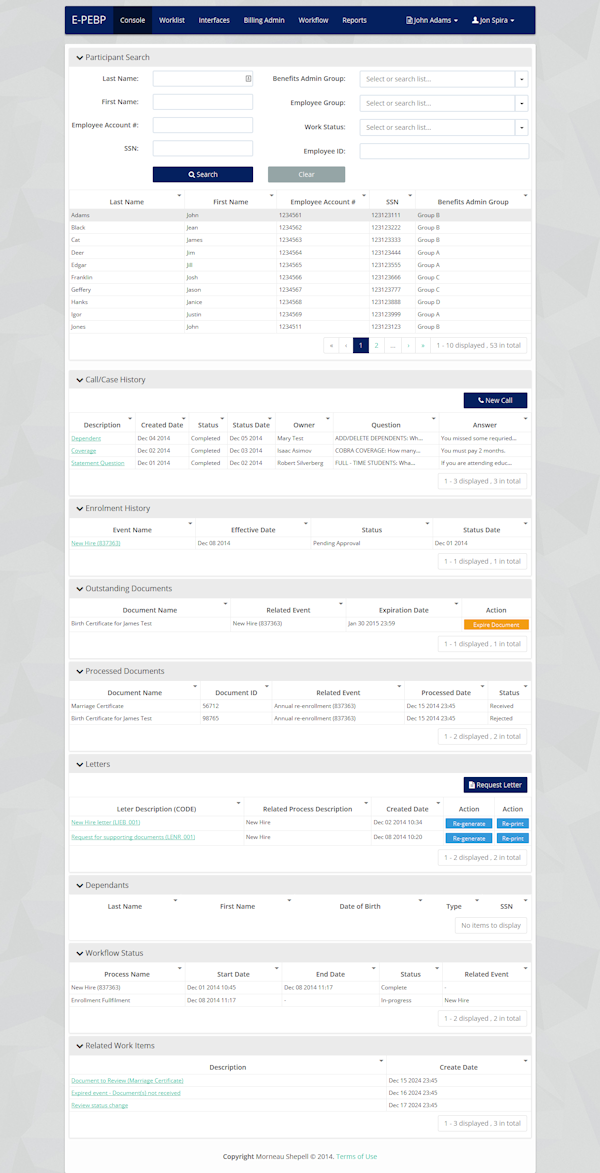 E-PEBP Console Worklist Interfaces Billing Admin Workflow Reports John Adams Jon Spira
Participant Search
Last Name: Benefits Admin Group: Select or search list...
First Name: Employee Group: Select or search list...
Employee Account #: Work Status: Select or search list...
SSN: Employee ID:
Search Clear
Last Name First Name Employee Account # SSN Benefits Admin Group
Adams John 1234561 123123111 Group B
Black Jean 1234562 123123222 Group B
Cat James 1234563 123123333 Group B
Deer Jim 1234564 123123444 Group A
Edgar Jill 1234565 123123555 Group A
Franklin Josh 1234566 123123666 Group C
Geffery Jason 1234567 123123777 Group C
Hanks Janice 1234568 123123888 Group D
Igor Justin 1234569 123123999 Group A
Jones John 1234511 123123123 Group B
« ‹ 1 2 ... › » 1 - 10 displayed , 53 in total
Call/Case History
New Call
Description Created Date Status Status Date Owner Question Answer
Dependent Dec 04 2014 Completed Dec 05 2014 Mary Test ADD/DELETE DEPENDENTS: Wh... You missed some requried...
Coverage Dec 02 2014 Completed Dec 03 2014 Isaac Asimov COBRA COVERAGE: How many... You must pay 2 months.
Statement Question Dec 01 2014 Completed Dec 02 2014 Robert Silverberg FULL - TIME STUDENTS: Wha... If you are attending educ...
1 - 3 displayed , 3 in total
Enrolment History
Event Name Effective Date Status Status Date
New Hire (837363) Dec 08 2014 Pending Approval Dec 01 2014
1 - 1 displayed , 1 in total
Outstanding Documents
Document Name Related Event Expiration Date Action
Birth Certificate for James Test New Hire (837363) Jan 30 2015 23:59 Expire Document
1 - 1 displayed , 1 in total
Processed Documents
Document Name Document ID Related Event Processed Date Status
Marriage Certificate 56712 Annual re-enrollment (837363) Dec 15 2014 23:45 Received
Birth Certificate for James Test 98765 Annual re-enrollment (837363) Dec 15 2014 23:45 Rejected
1 - 2 displayed , 2 in total
Letters
Request Letter
Leter Description (CODE) Related Process Description Created Date Action Action
New Hire letter (LIEB_001) New Hire Dec 02 2014 10:34 Re-generate Re-print
Request for supporting documents (LENR_001) New Hire Dec 08 2014 10:20 Re-generate Re-print
1 - 2 displayed , 2 in total
Dependants
Last Name First Name Date of Birth Type SSN
No items to display
Workflow Status
Process Name Start Date End Date Status Related Event
New Hire (837363) Dec 01 2014 10:45 Dec 08 2014 11:17 Complete -
Enrollment Fullfilment Dec 08 2014 11:17 - In-progress New Hire
1 - 2 displayed , 2 in total
Related Work Items
Description Create Date
Document to Review (Marriage Certificate) Dec 15 2024 23:45
Expired event - Document(s) not received Dec 16 2024 23:45
Review status change Dec 17 2024 23:45
1 - 3 displayed , 3 in total
Copyright Morneau Shepell © 2014. Terms of Use